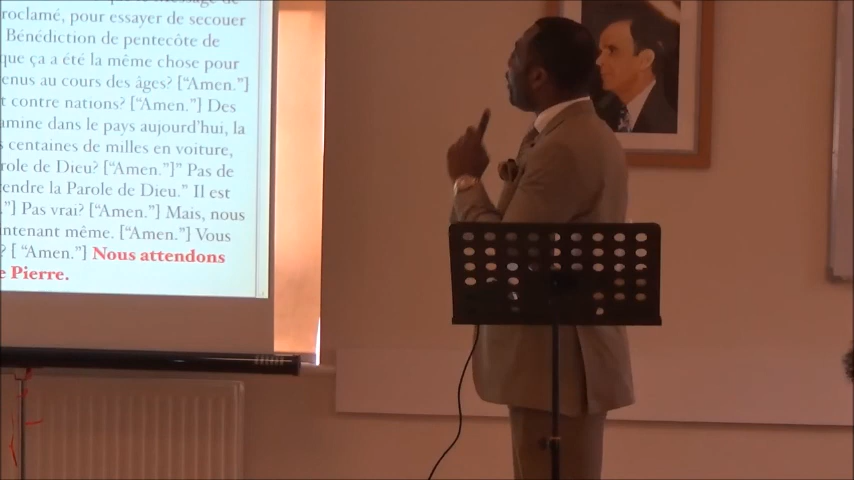 roclamé, pour essayer de secouer
Bénédiction de pentecôte de
que ça a été la même chose pour
enus au cours des âges? ["Amen."]
t contre nations? ["Amen."] Des
amine dans le pays aujourd'hui, la
s centaines de milles en voiture,
role de Dieu? ["Amen."]" Pas de
endre la Parole de Dieu." Il est
."] Pas vrai? ["Amen."] Mais, nous
intenant même. ["Amen."] Vous
? [ "Amen."] Nous attendons
e Pierre.